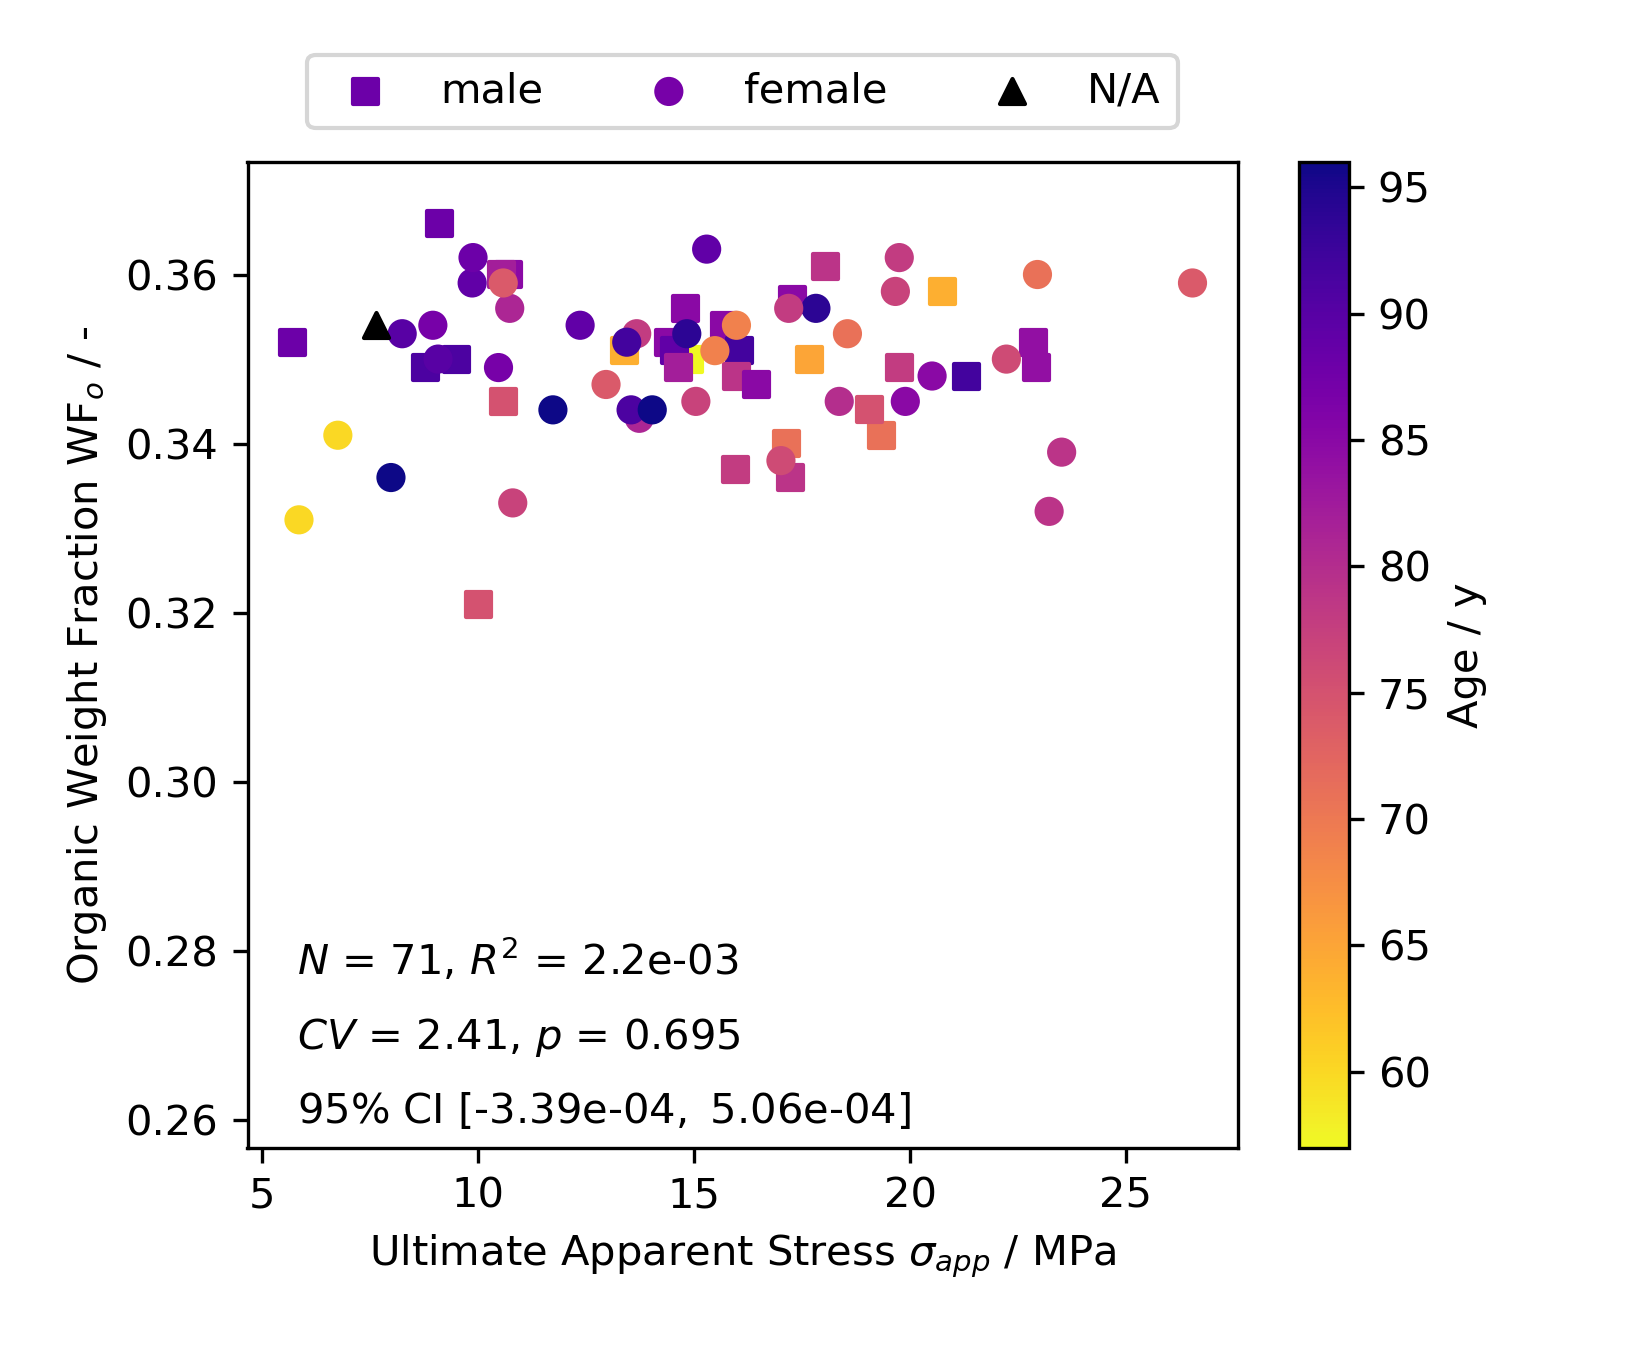 male female N/A
Organic Weight Fraction WFₒ / -
0.36
0.34
0.32
0.30
0.28
0.26
N = 71, R² = 2.2e-03
CV = 2.41, p = 0.695
95% CI [-3.39e-04, 5.06e-04]
5 10 15 20 25
Ultimate Apparent Stress σₐₚₚ / MPa
95
90
85
80
75
70
65
60
Age / y